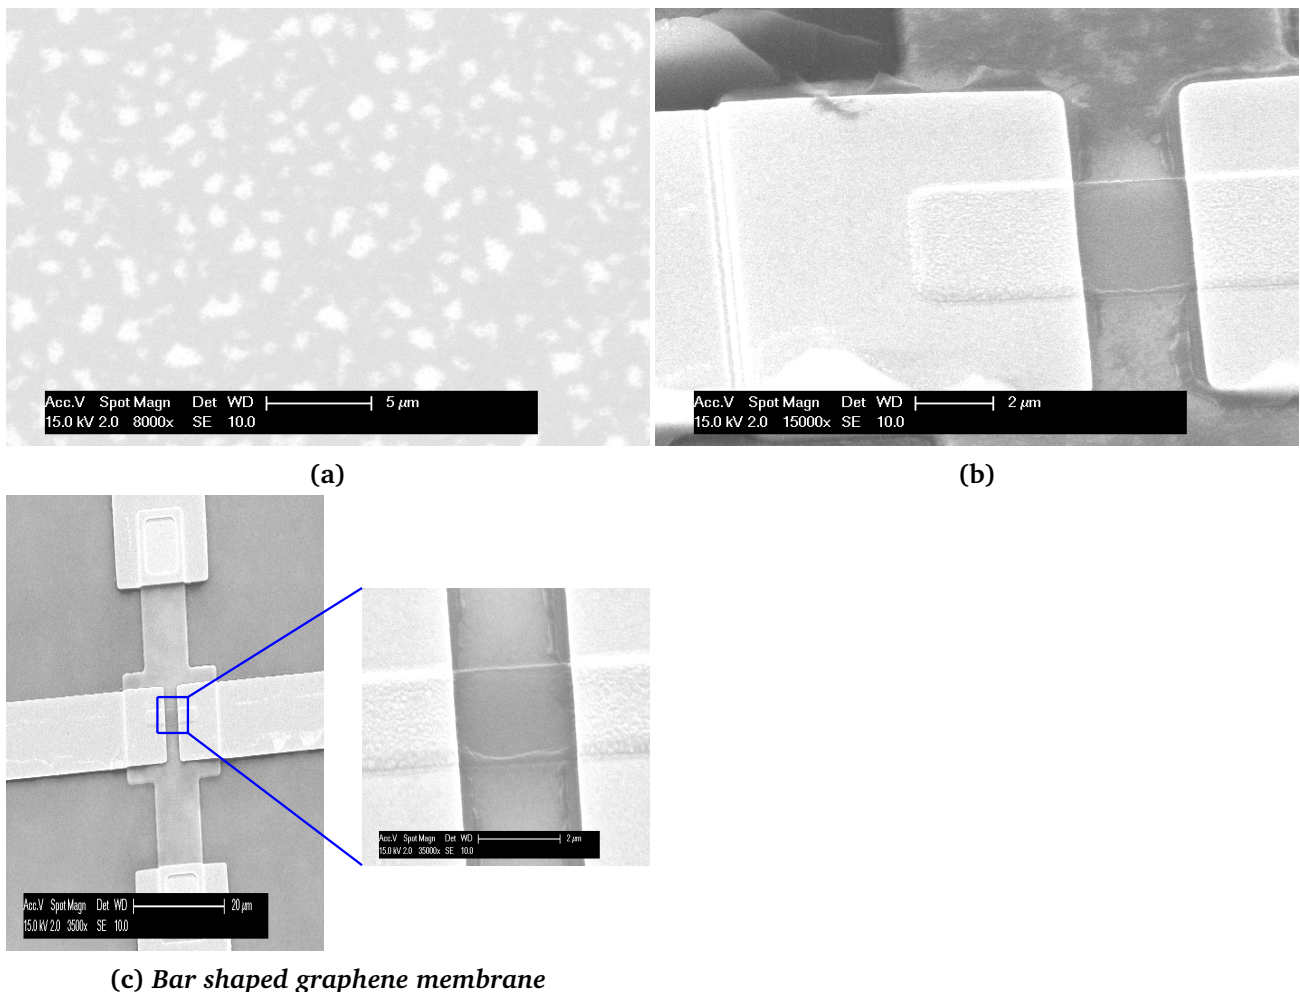 Acc.V Spot Magn Det WD 5 µm
15.0 kV 2.0 8000x SE 10.0
(a)
Acc.V Spot Magn Det WD 2 µm
15.0 kV 2.0 15000x SE 10.0
(b)
Acc.V Spot Magn Det WD 2 µm
15.0 kV 2.0 35000x SE 10.0
Acc.V Spot Magn Det WD 20 µm
15.0 kV 2.0 3500x SE 10.0
(c) Bar shaped graphene membrane